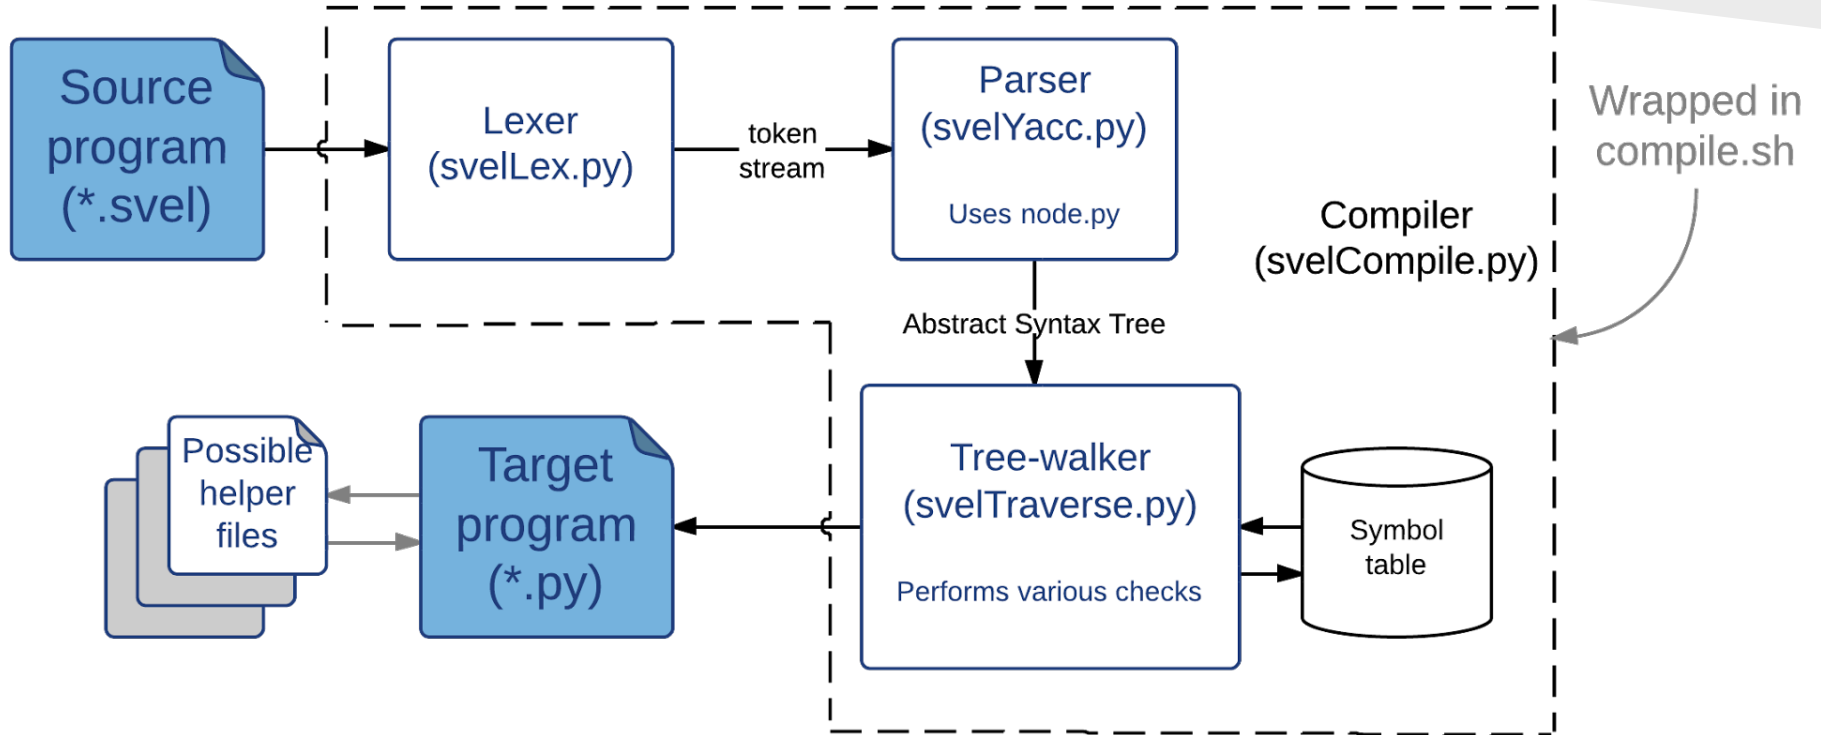 Source
program
(*.svel)
Lexer
(svelLex.py)
token
stream
Parser
(svelYacc.py)
Uses node.py
Wrapped in
compile.sh
Compiler
(svelCompile.py)
Abstract Syntax Tree
Possible
helper
files
Target
program
(*.py)
Tree-walker
(svelTraverse.py)
Performs various checks
Symbol
table